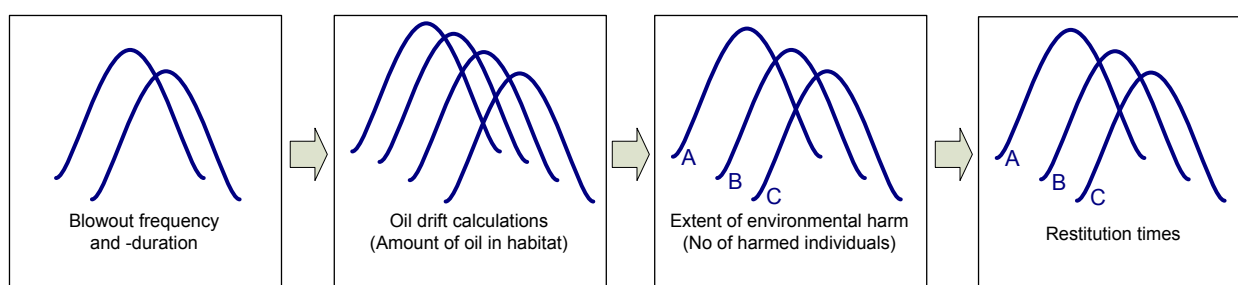 Blowout frequency
and -duration
Oil drift calculations
(Amount of oil in habitat)
A
B
C
Extent of environmental harm
(No of harmed individuals)
A
B
C
Restitution times